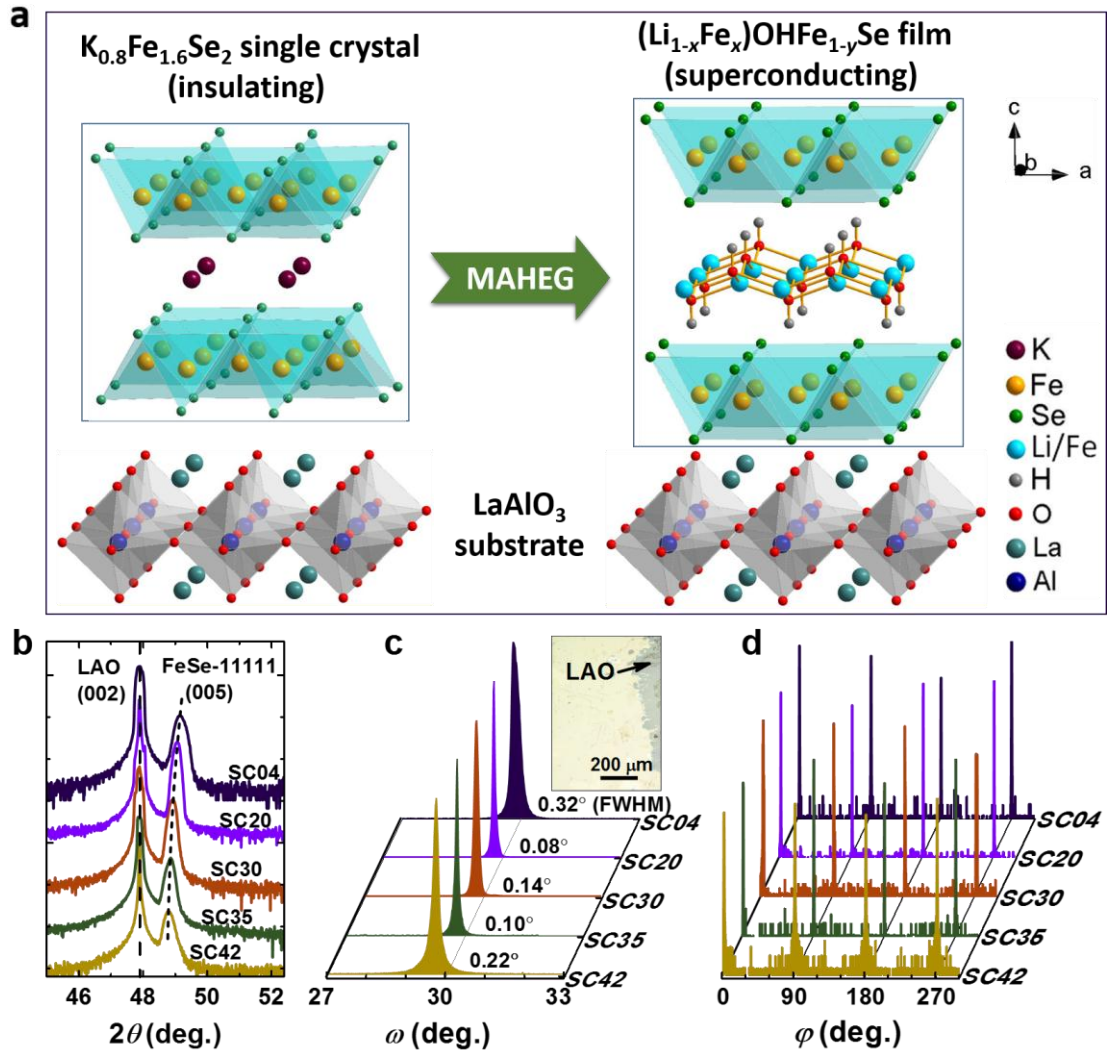 a
K0.8Fe1.6Se2 single crystal
(insulating)
(Li1-xFex)OHFe1-ySe film
(superconducting)
c
b
a
MAHEG
K
Fe
Se
Li/Fe
H
O
La
Al
LaAlO3
substrate
b
LAO
(002)
FeSe-11111
(005)
SC04
SC20
SC30
SC35
SC42
46 48 50 52
2θ (deg.)
c
LAO
200 μm
0.32° (FWHM)
SC04
0.08°
SC20
0.14°
SC30
0.10°
SC35
0.22°
SC42
27 30 33
ω (deg.)
d
SC04
SC20
SC30
SC35
SC42
0 90 180 270
φ (deg.)